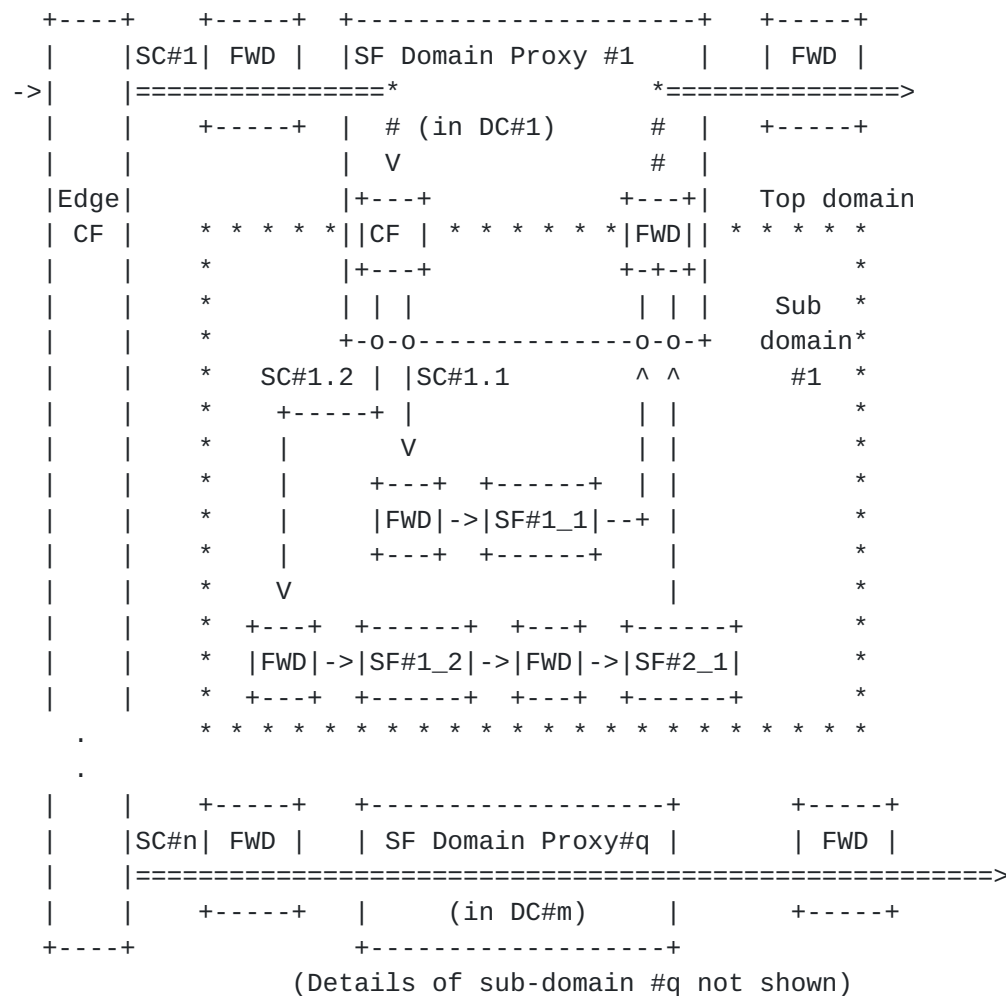 +----+    +-----+  +----------------------+   +-----+
|    |SC#1| FWD |  |SF Domain Proxy #1    |   | FWD |
->|    |================*                *===============>
|    |    +-----+  |  # (in DC#1)      #  |   +-----+
|    |             |  V                #  |
|Edge|             |+---+            +---+|   Top domain
| CF |    * * * * *||CF | * * * * * *|FWD|| * * * * *
|    |    *        |+---+            +-+-+|         *
|    |    *        | | |              | | |    Sub  *
|    |    *        +-o-o--------------o-o-+   domain*
|    |    *   SC#1.2 | |SC#1.1        ^ ^       #1  *
|    |    *    +-----+ |              | |           *
|    |    *    |       V              | |           *
|    |    *    |     +---+  +------+  | |           *
|    |    *    |     |FWD|->|SF#1_1|--+ |           *
|    |    *    |     +---+  +------+    |           *
|    |    *    V                        |           *
|    |    *  +---+  +------+  +---+  +------+       *
|    |    *  |FWD|->|SF#1_2|->|FWD|->|SF#2_1|       *
|    |    *  +---+  +------+  +---+  +------+       *
.         * * * * * * * * * * * * * * * * * * * * * *
.
|    |    +-----+   +-------------------+       +-----+
|    |SC#n| FWD |   | SF Domain Proxy#q |       | FWD |
|    |=======================================================>
|    |    +-----+   |     (in DC#m)     |       +-----+
+----+              +-------------------+
(Details of sub-domain #q not shown)